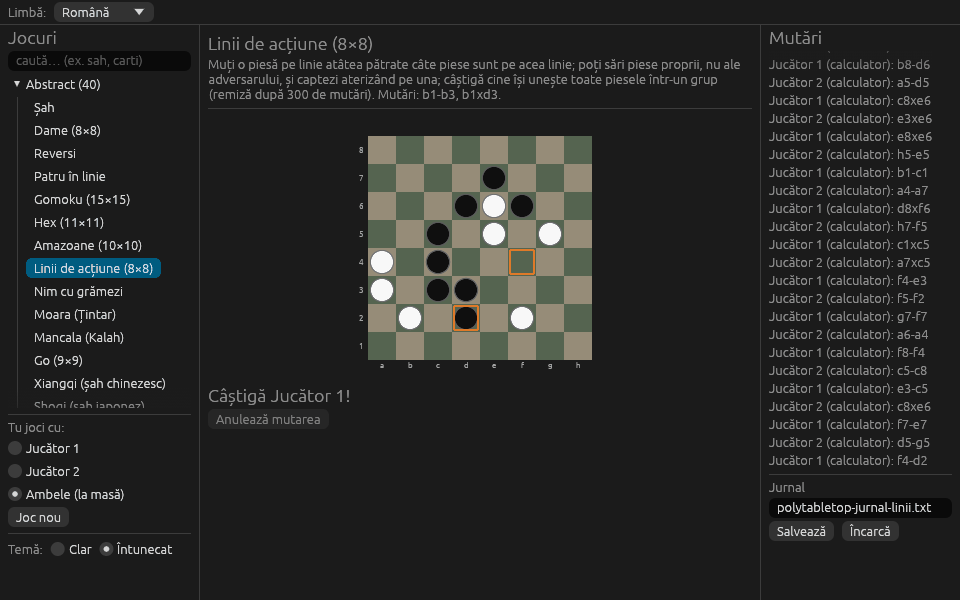 Limbă: Română
Jocuri
caută... (ex. sah, carti)
Abstract (40)
Șah
Dame (8×8)
Reversi
Patru în linie
Gomoku (15×15)
Hex (11×11)
Amazoane (10×10)
Linii de acțiune (8×8)
Nim cu grămezi
Moara (Țintar)
Mancala (Kalah)
Go (9×9)
Xiangqi (șah chinezesc)
Shogi (șah japonez)
Tu joci cu:
Jucător 1
Jucător 2
Ambele (la masă)
Joc nou
Temă: Clar Întunecat
Linii de acțiune (8×8)
Muți o piesă pe linie atâtea pătrate câte piese sunt pe acea linie; poți sări piese proprii, nu ale
adversarului, și captezi aterizând pe una; câștigă cine își unește toate piesele într-un grup
(remiză după 300 de mutări). Mutări: b1-b3, b1xd3.
8
7
6
5
4
3
2
1
a b c d e f g h
Câștigă Jucător 1!
Anulează mutarea
Mutări
Jucător 1 (calculator): b8-d6
Jucător 2 (calculator): a5-d5
Jucător 1 (calculator): c8xe6
Jucător 2 (calculator): e3xe6
Jucător 1 (calculator): e8xe6
Jucător 2 (calculator): h5-e5
Jucător 1 (calculator): b1-c1
Jucător 2 (calculator): a4-a7
Jucător 1 (calculator): d8xf6
Jucător 2 (calculator): h7-f5
Jucător 1 (calculator): c1xc5
Jucător 2 (calculator): a7xc5
Jucător 1 (calculator): f4-e3
Jucător 2 (calculator): f5-f2
Jucător 1 (calculator): g7-f7
Jucător 2 (calculator): a6-a4
Jucător 1 (calculator): f8-f4
Jucător 2 (calculator): c5-c8
Jucător 1 (calculator): e3-c5
Jucător 2 (calculator): c8xe6
Jucător 1 (calculator): f7-e7
Jucător 2 (calculator): d5-g5
Jucător 1 (calculator): f4-d2
Jurnal
polytabletop-jurnal-linii.txt
Salvează Încarcă